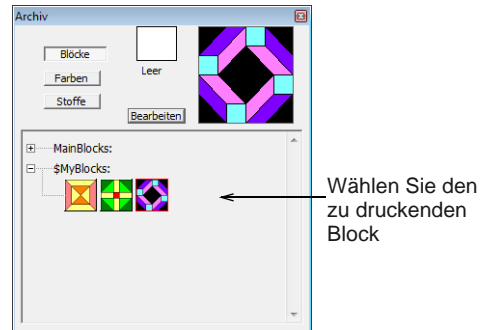 Archiv
Blöcke
Farben
Stoffe
Leer
Bearbeiten
MainBlocks:
$MyBlocks:
Wählen Sie den
zu druckenden
Block